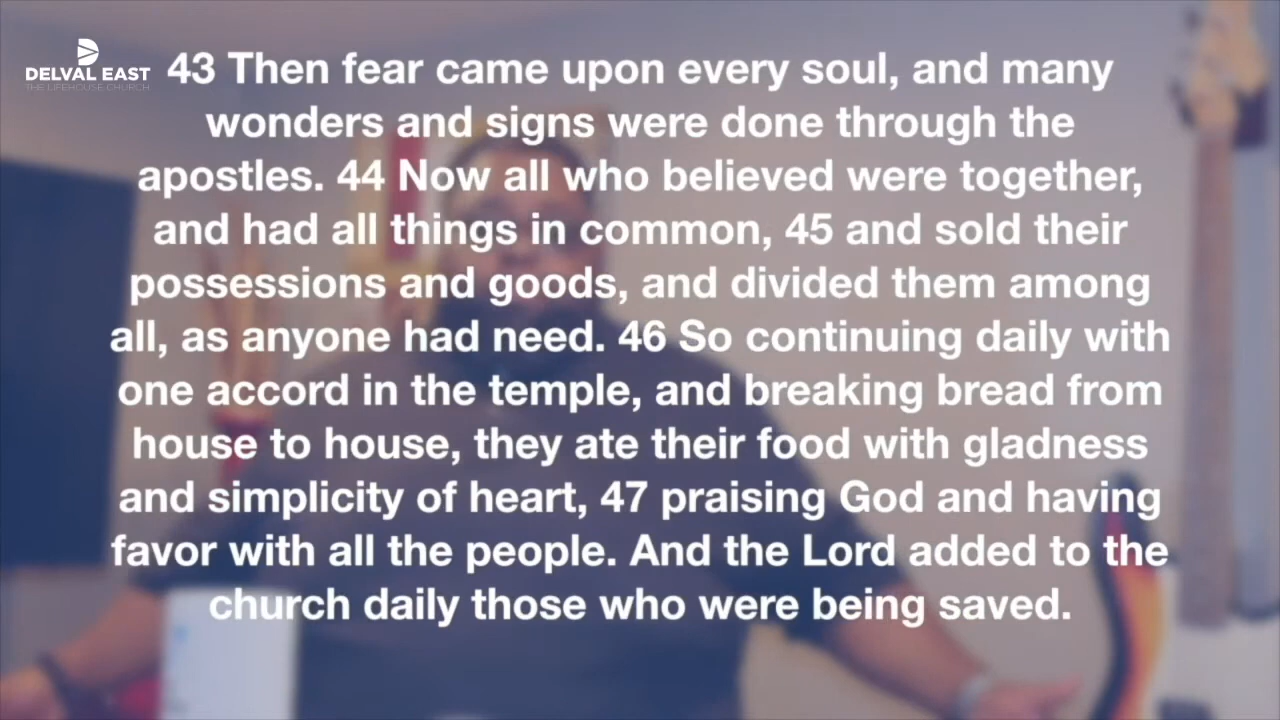 DELVAL EAST
THE LIFEHOUSE CHURCH
43 Then fear came upon every soul, and many
wonders and signs were done through the
apostles. 44 Now all who believed were together,
and had all things in common, 45 and sold their
possessions and goods, and divided them among
all, as anyone had need. 46 So continuing daily with
one accord in the temple, and breaking bread from
house to house, they ate their food with gladness
and simplicity of heart, 47 praising God and having
favor with all the people. And the Lord added to the
church daily those who were being saved.